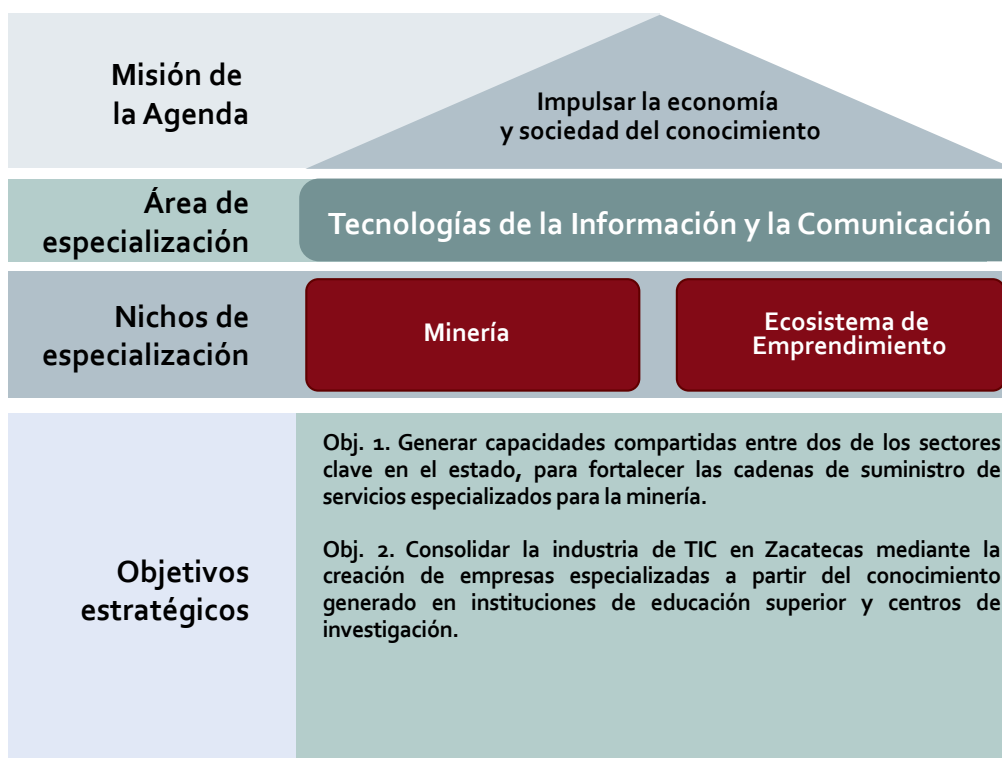 Misión de
la Agenda
Impulsar la economía
y sociedad del conocimiento
Área de
especialización
Tecnologías de la Información y la Comunicación
Nichos de
especialización
Minería
Ecosistema de
Emprendimiento
Objetivos
estratégicos
Obj. 1. Generar capacidades compartidas entre dos de los sectores
clave en el estado, para fortalecer las cadenas de suministro de
servicios especializados para la minería.
Obj. 2. Consolidar la industria de TIC en Zacatecas mediante la
creación de empresas especializadas a partir del conocimiento
generado en instituciones de educación superior y centros de
investigación.